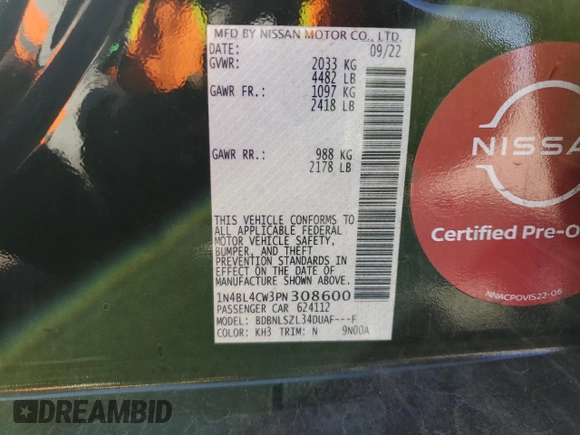 MFD BY NISSAN MOTOR CO., LTD.
DATE: 09/22
GVWR: 2033 KG
4482 LB
GAWR FR.: 1097 KG
2418 LB
GAWR RR.: 988 KG
2178 LB
THIS VEHICLE CONFORMS TO
ALL APPLICABLE FEDERAL
MOTOR VEHICLE SAFETY,
BUMPER, AND THEFT
PREVENTION STANDARDS IN
EFFECT ON THE DATE OF
MANUFACTURE SHOWN ABOVE.
1N4BL4CW3PN308600
PASSENGER CAR 624112
MODEL: BDBNLSZL34DUAF---F
COLOR: KH3 TRIM: N 9N00A
NISSA
Certified Pre-O
NNACPOVIS22-06
DREAMBID